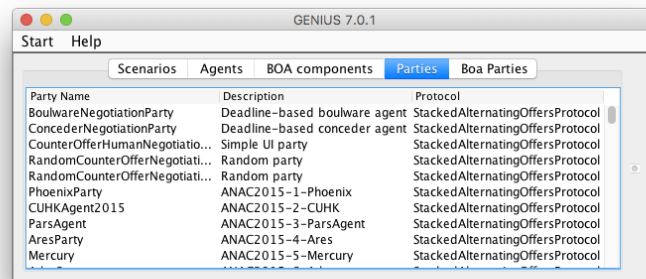 GENIUS 7.0.1
Start Help
Scenarios Agents BOA components Parties Boa Parties
Party Name Description Protocol
BoulwareNegotiationParty Deadline-based boulware agent StackedAlternatingOffersProtocol
ConcederNegotiationParty Deadline-based conceder agent StackedAlternatingOffersProtocol
CounterOfferHumanNegotiatio... Simple UI party StackedAlternatingOffersProtocol
RandomCounterOfferNegotiati... Random party StackedAlternatingOffersProtocol
RandomCounterOfferNegotiati... Random party StackedAlternatingOffersProtocol
PhoenixParty ANAC2015-1-Phoenix StackedAlternatingOffersProtocol
CUHKAgent2015 ANAC2015-2-CUHK StackedAlternatingOffersProtocol
ParsAgent ANAC2015-3-ParsAgent StackedAlternatingOffersProtocol
AresParty ANAC2015-4-Ares StackedAlternatingOffersProtocol
Mercury ANAC2015-5-Mercury StackedAlternatingOffersProtocol